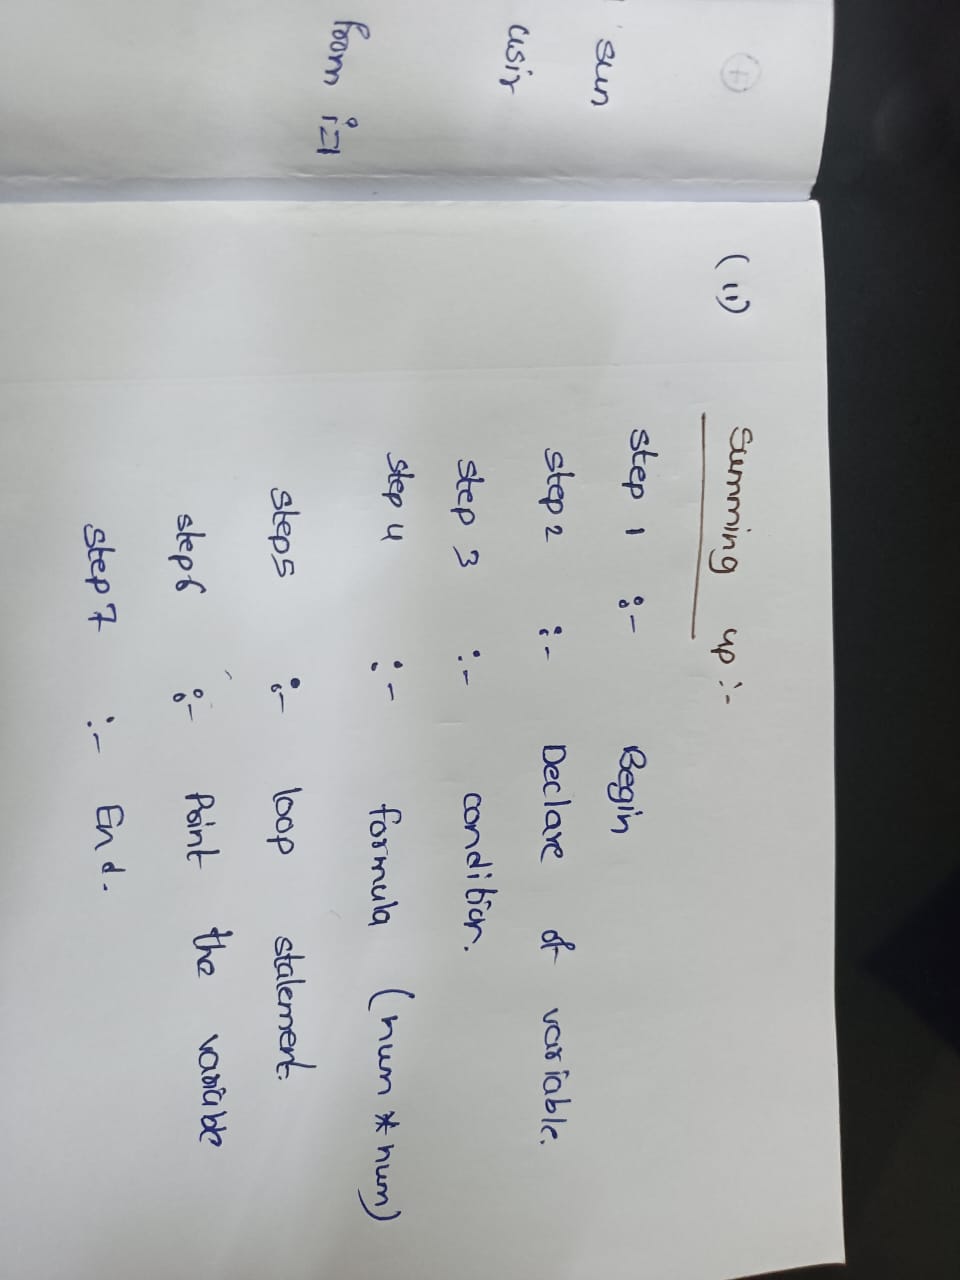 sun
usir
from i=1
(11) Summing up :-
step 1 :- Begin
step 2 :- Declare of variable.
step 3 :- condition.
step 4 :- formula (num * num)
step5 :- loop statement.
step6 :- Print the variable
step 7 :- End.